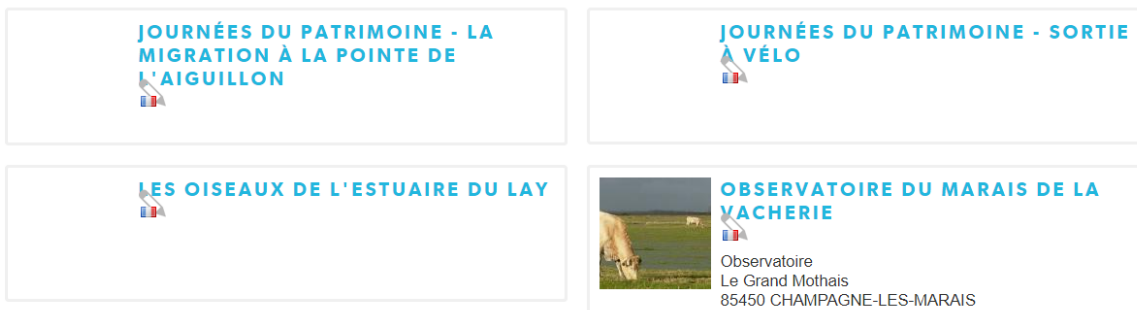 JOURNÉES DU PATRIMOINE - LA
MIGRATION À LA POINTE DE
L'AIGUILLON
JOURNÉES DU PATRIMOINE - SORTIE
À VÉLO
LES OISEAUX DE L'ESTUAIRE DU LAY
OBSERVATOIRE DU MARAIS DE LA
VACHERIE
Observatoire
Le Grand Mothais
85450 CHAMPAGNE-LES-MARAIS